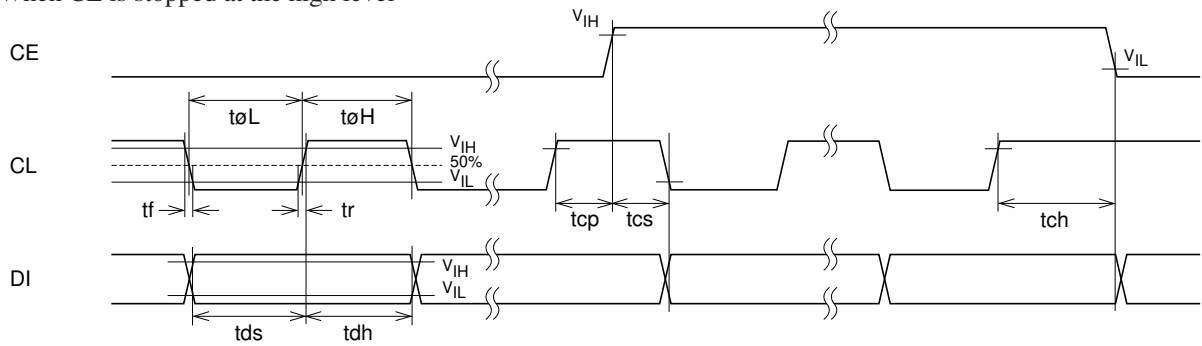 when CL is stopped at the high level
CE
VIH
VIL
tøL
tøH
CL
VIH
50%
VIL
tf
tr
tcp
tcs
tch
DI
VIH
VIL
tds
tdh